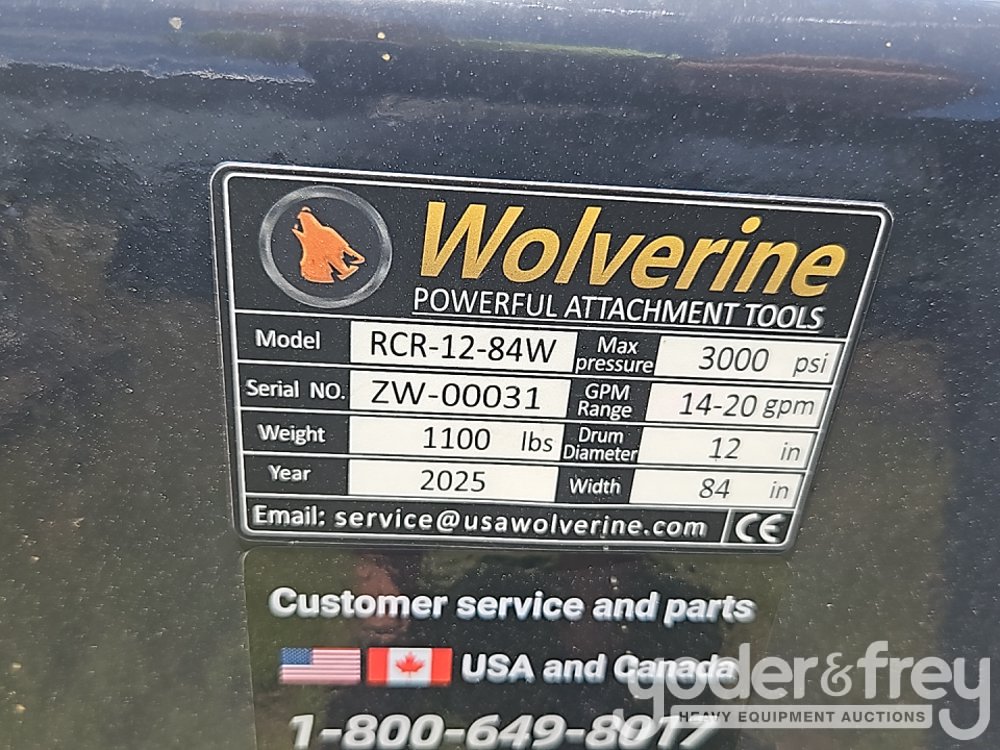 Wolverine
POWERFUL ATTACHMENT TOOLS
Model RCR-12-84W Max pressure 3000 psi
Serial NO. ZW-00031 GPM Range 14-20 gpm
Weight 1100 lbs Drum Diameter 12 in
Year 2025 Width 84 in
Email: service@usawolverine.com CE
Customer service and parts
USA and Canada
1-800-649-8017
yoder&frey
HEAVY EQUIPMENT AUCTIONS